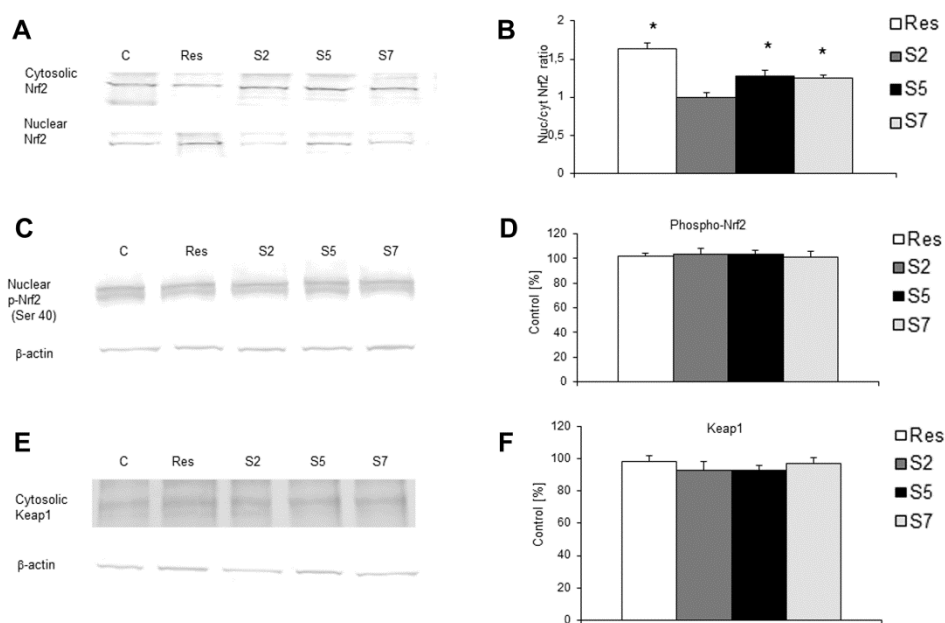 A
C Res S2 S5 S7
Cytosolic
Nrf2
Nuclear
Nrf2
B
Nuc/cyt Nrf2 ratio
2
1,5
1
0,5
0
*
*
*
Res
S2
S5
S7
C
C Res S2 S5 S7
Nuclear
p-Nrf2
(Ser 40)
β-actin
D
Phospho-Nrf2
Control [%]
120
100
80
60
40
20
0
Res
S2
S5
S7
E
C Res S2 S5 S7
Cytosolic
Keap1
β-actin
F
Keap1
Control [%]
120
100
80
60
40
20
0
Res
S2
S5
S7